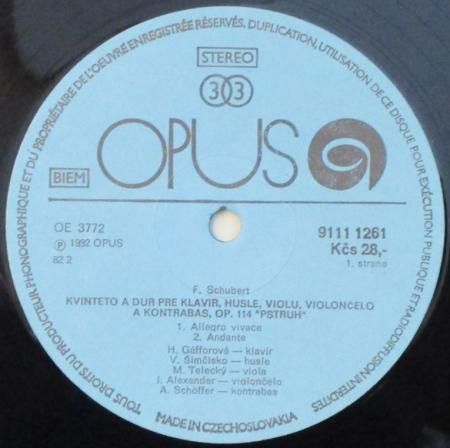 TOUS DROITS DU PRODUCTEUR PHONOGRAPHIQUE ET DU PROPRIÉTAIRE DE L'OEUVRE ENREGISTRÉE RÉSERVÉS. DUPLICATION, UTILISATION DE CE DISQUE POUR EXÉCUTION PUBLIQUE ET RADIODIFFUSION INTERDITES
STEREO
33
OPUS
BIEM
OE 3772
℗ 1982 OPUS
82 2
9111 1261
Kčs 28,-
1. strana
F. Schubert
KVINTETO A DUR PRE KLAVÍR, HUSLE, VIOLU, VIOLONČELO
A KONTRABAS, OP. 114 "PSTRUH"
1. Allegro vivace
2. Andante
H. Gáfforová — klavír
V. Šimčisko — husle
M. Telecký — viola
J. Alexander — violončelo
A. Schöffer — kontrabas
MADE IN CZECHOSLOVAKIA